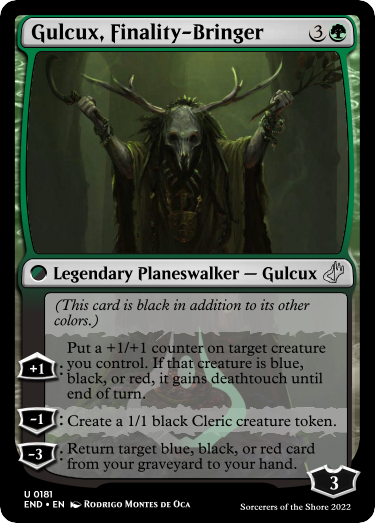 Gulcux, Finality-Bringer 3
Legendary Planeswalker — Gulcux
(This card is black in addition to its other
colors.)
+1: Put a +1/+1 counter on target creature
you control. If that creature is blue,
black, or red, it gains deathtouch until
end of turn.
-1: Create a 1/1 black Cleric creature token.
-3: Return target blue, black, or red card
from your graveyard to your hand.
3
U 0181
END • EN Rodrigo Montes de Oca
Sorcerers of the Shore 2022